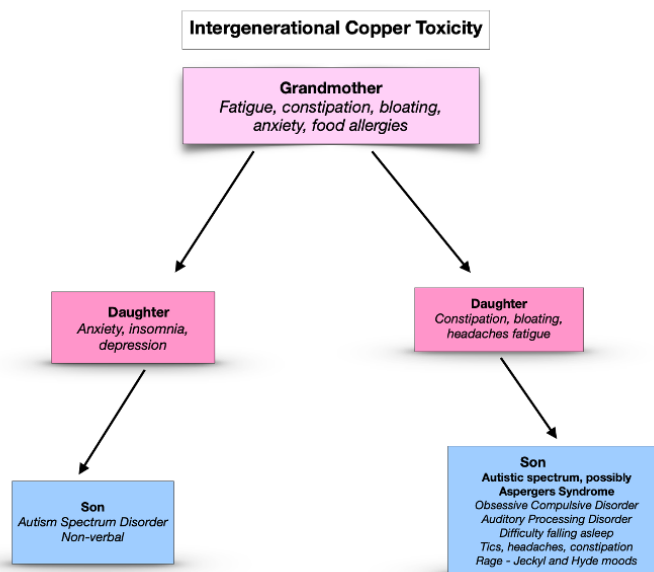 Intergenerational Copper Toxicity
Grandmother
Fatigue, constipation, bloating,
anxiety, food allergies
Daughter
Anxiety, insomnia,
depression
Daughter
Constipation, bloating,
headaches fatigue
Son
Autism Spectrum Disorder
Non-verbal
Son
Autistic spectrum, possibly
Aspergers Syndrome
Obsessive Compulsive Disorder
Auditory Processing Disorder
Difficulty falling asleep
Tics, headaches, constipation
Rage - Jeckyl and Hyde moods